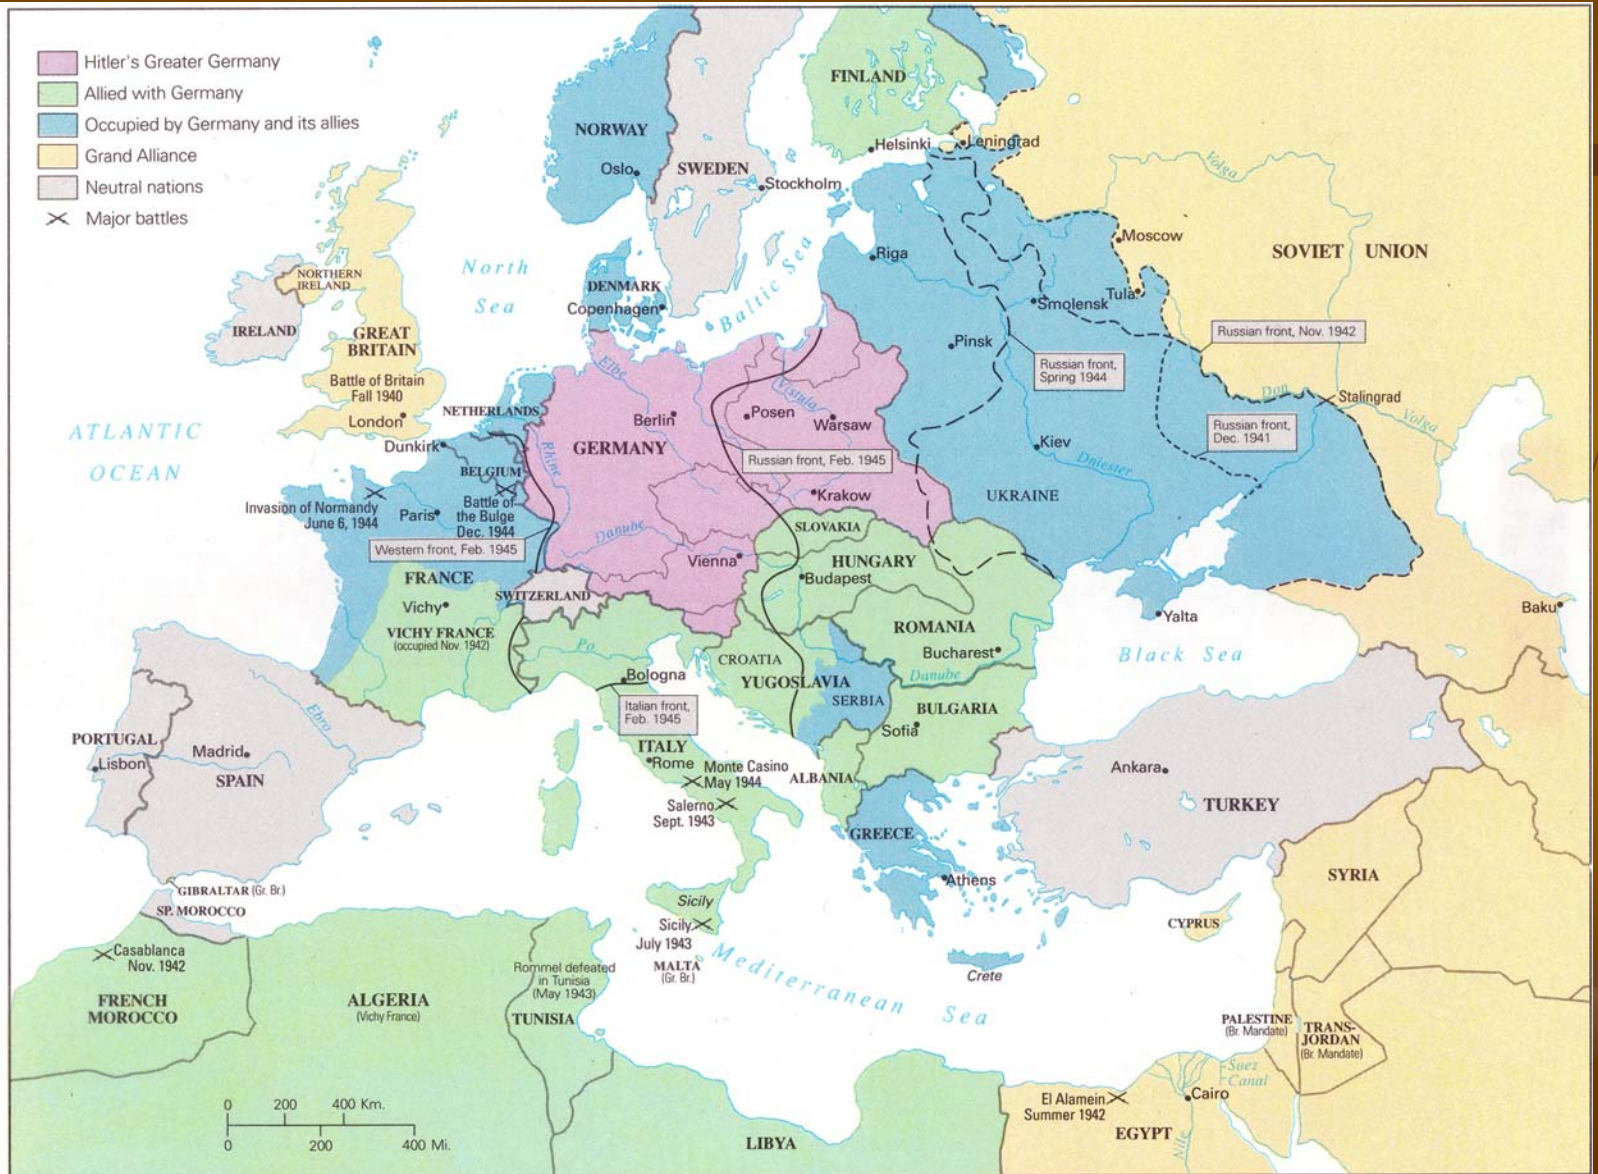 Hitler's Greater Germany
Allied with Germany
Occupied by Germany and its allies
Grand Alliance
Neutral nations
Major battles
FINLAND
NORWAY
Helsinki
Leningrad
Oslo
SWEDEN
Stockholm
Volga
Moscow
SOVIET UNION
Riga
North
Sea
NORTHERN
IRELAND
DENMARK
Copenhagen
Baltic Sea
Smolensk
Tula
IRELAND
GREAT
BRITAIN
Pinsk
Russian front, Nov. 1942
Russian front,
Spring 1944
Elbe
Battle of Britain
Fall 1940
London
NETHERLANDS
Berlin
Posen
Vistula
Warsaw
Don
Stalingrad
Volga
ATLANTIC
OCEAN
Dunkirk
Rhine
GERMANY
Russian front, Feb. 1945
Kiev
Dniester
Russian front,
Dec. 1941
BELGIUM
Battle of
the Bulge
Dec. 1944
Invasion of Normandy
June 6, 1944
Paris
Krakow
UKRAINE
Western front, Feb. 1945
Danube
SLOVAKIA
Vienna
HUNGARY
Budapest
FRANCE
SWITZERLAND
Vichy
VICHY FRANCE
(occupied Nov. 1942)
Yalta
Baku
ROMANIA
Bucharest
Black Sea
Po
CROATIA
Bologna
YUGOSLAVIA
Danube
SERBIA
BULGARIA
Sofia
Italian front,
Feb. 1945
Ebro
PORTUGAL
Lisbon
Madrid
SPAIN
ITALY
Rome
Monte Casino
May 1944
ALBANIA
Ankara
TURKEY
Salerno
Sept. 1943
GREECE
Athens
GIBRALTAR (Gr. Br.)
SP. MOROCCO
Sicily
Sicily
July 1943
MALTA
(Gr. Br.)
Mediterranean Sea
Crete
CYPRUS
SYRIA
Casablanca
Nov. 1942
FRENCH
MOROCCO
ALGERIA
(Vichy France)
Rommel defeated
in Tunisia
(May 1943)
TUNISIA
PALESTINE
(Br. Mandate)
TRANS-
JORDAN
(Br. Mandate)
Suez
Canal
El Alamein
Summer 1942
Cairo
EGYPT
Nile
LIBYA
0 200 400 Km.
0 200 400 Mi.